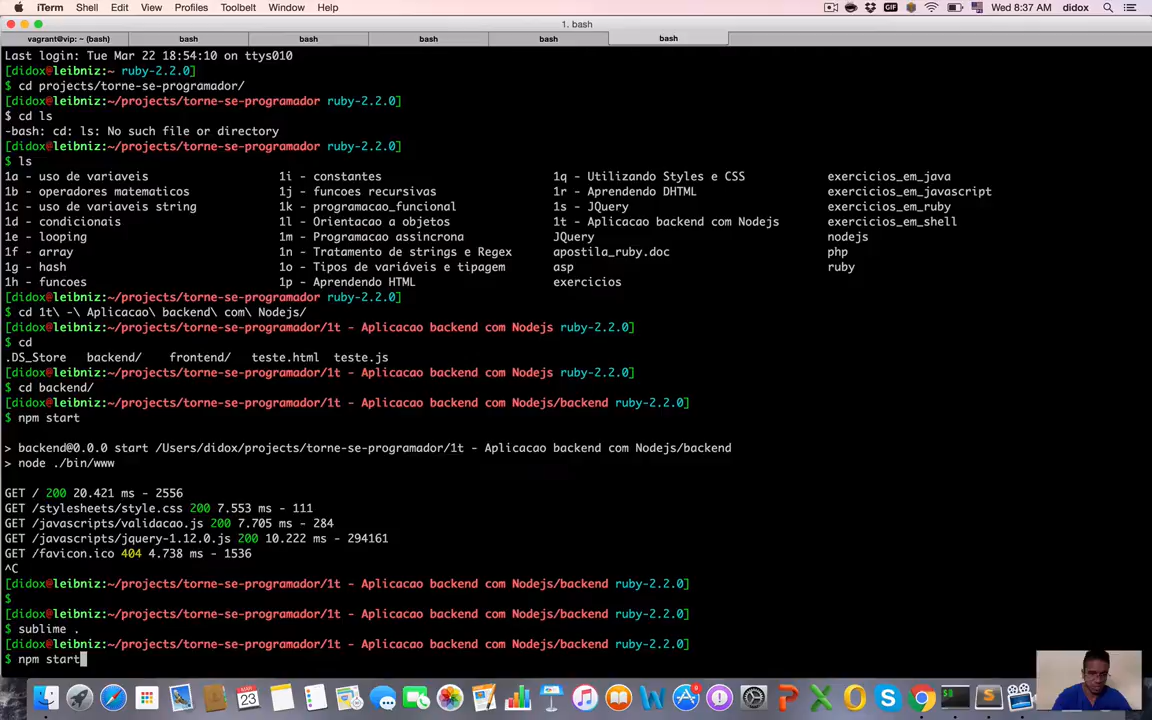 iTerm Shell Edit View Profiles Toolbelt Window Help GIF Wed 8:37 AM didox
1. bash
vagrant@vip: ~ (bash) bash bash bash bash bash
Last login: Tue Mar 22 18:54:10 on ttys010
[didox@leibniz:~ ruby-2.2.0]
$ cd projects/torne-se-programador/
[didox@leibniz:~/projects/torne-se-programador ruby-2.2.0]
$ cd ls
-bash: cd: ls: No such file or directory
[didox@leibniz:~/projects/torne-se-programador ruby-2.2.0]
$ ls
1a - uso de variaveis 1i - constantes 1q - Utilizando Styles e CSS exercicios_em_java
1b - operadores matematicos 1j - funcoes recursivas 1r - Aprendendo DHTML exercicios_em_javascript
1c - uso de variaveis string 1k - programacao_funcional 1s - JQuery exercicios_em_ruby
1d - condicionais 1l - Orientacao a objetos 1t - Aplicacao backend com Nodejs exercicios_em_shell
1e - looping 1m - Programacao assincrona JQuery nodejs
1f - array 1n - Tratamento de strings e Regex apostila_ruby.doc php
1g - hash 1o - Tipos de variáveis e tipagem asp ruby
1h - funcoes 1p - Aprendendo HTML exercicios
[didox@leibniz:~/projects/torne-se-programador ruby-2.2.0]
$ cd 1t\ -\ Aplicacao\ backend\ com\ Nodejs/
[didox@leibniz:~/projects/torne-se-programador/1t - Aplicacao backend com Nodejs ruby-2.2.0]
$ cd
.DS_Store backend/ frontend/ teste.html teste.js
[didox@leibniz:~/projects/torne-se-programador/1t - Aplicacao backend com Nodejs ruby-2.2.0]
$ cd backend/
[didox@leibniz:~/projects/torne-se-programador/1t - Aplicacao backend com Nodejs/backend ruby-2.2.0]
$ npm start
> backend@0.0.0 start /Users/didox/projects/torne-se-programador/1t - Aplicacao backend com Nodejs/backend
> node ./bin/www
GET / 200 20.421 ms - 2556
GET /stylesheets/style.css 200 7.553 ms - 111
GET /javascripts/validacao.js 200 7.705 ms - 284
GET /javascripts/jquery-1.12.0.js 200 10.222 ms - 294161
GET /favicon.ico 404 4.738 ms - 1536
^C
[didox@leibniz:~/projects/torne-se-programador/1t - Aplicacao backend com Nodejs/backend ruby-2.2.0]
$
[didox@leibniz:~/projects/torne-se-programador/1t - Aplicacao backend com Nodejs/backend ruby-2.2.0]
$ sublime .
[didox@leibniz:~/projects/torne-se-programador/1t - Aplicacao backend com Nodejs/backend ruby-2.2.0]
$ npm start
23